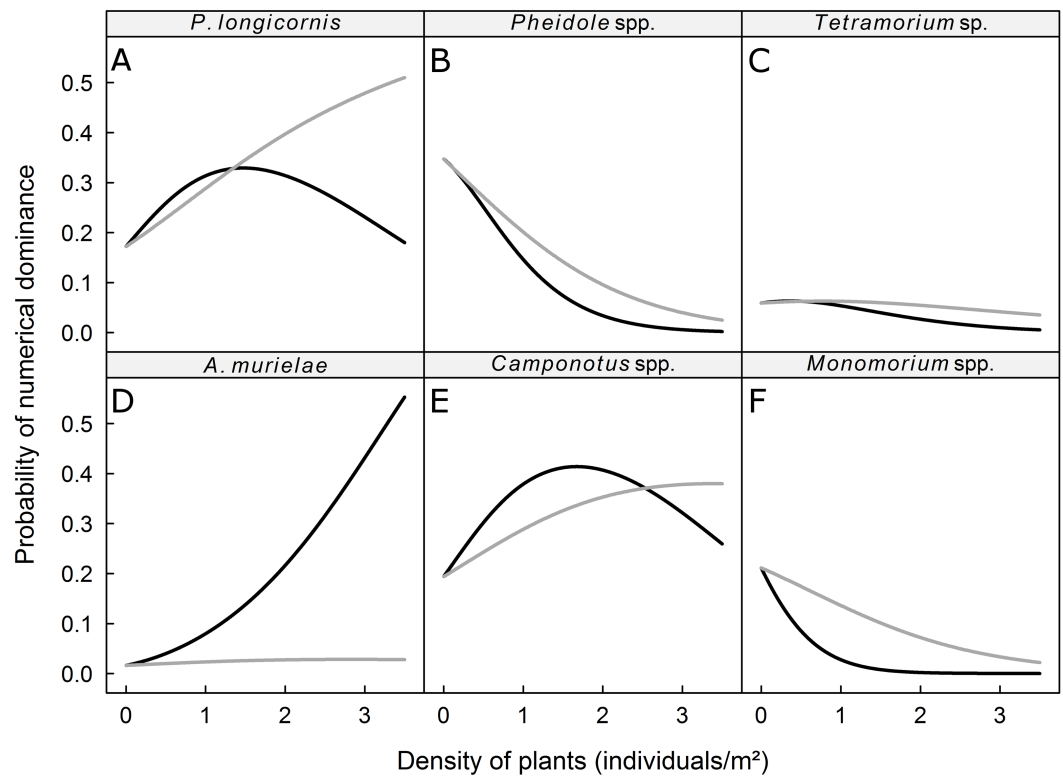 P. longicornis
Pheidole spp.
Tetramorium sp.
A
B
C
0.5
0.4
0.3
0.2
0.1
0.0
A. murielae
Camponotus spp.
Monomorium spp.
D
E
F
0.5
0.4
0.3
0.2
0.1
0.0
Probability of numerical dominance
0 1 2 3
0 1 2 3
0 1 2 3
Density of plants (individuals/m²)